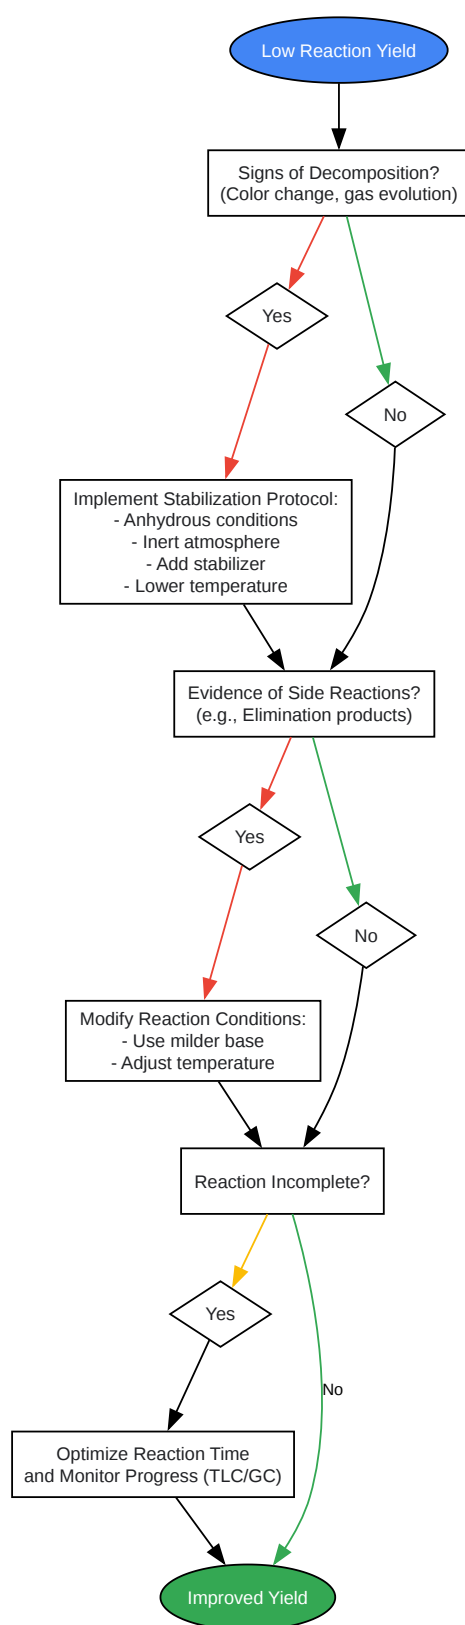 Low Reaction Yield
Signs of Decomposition?
(Color change, gas evolution)
Yes
No
Implement Stabilization Protocol:
- Anhydrous conditions
- Inert atmosphere
- Add stabilizer
- Lower temperature
Evidence of Side Reactions?
(e.g., Elimination products)
Yes
No
Modify Reaction Conditions:
- Use milder base
- Adjust temperature
Reaction Incomplete?
Yes
No
Optimize Reaction Time
and Monitor Progress (TLC/GC)
Improved Yield